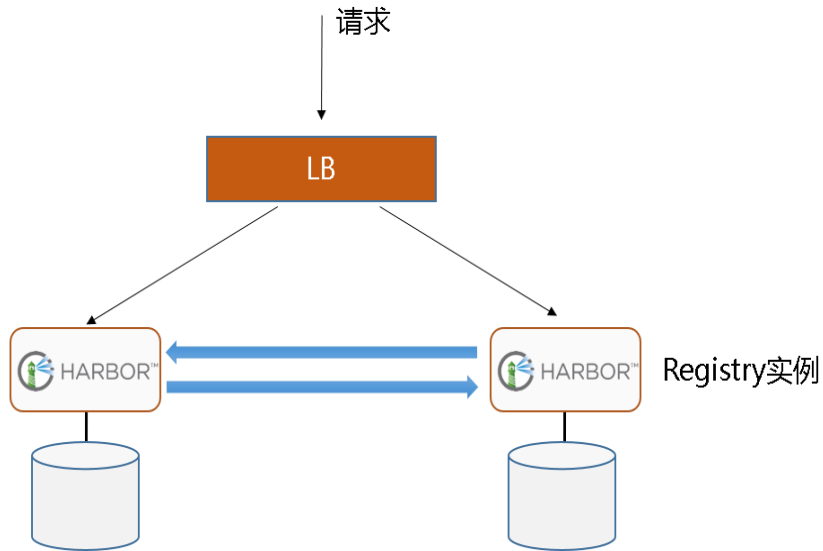 请求
LB
HARBOR™
HARBOR™
Registry实例